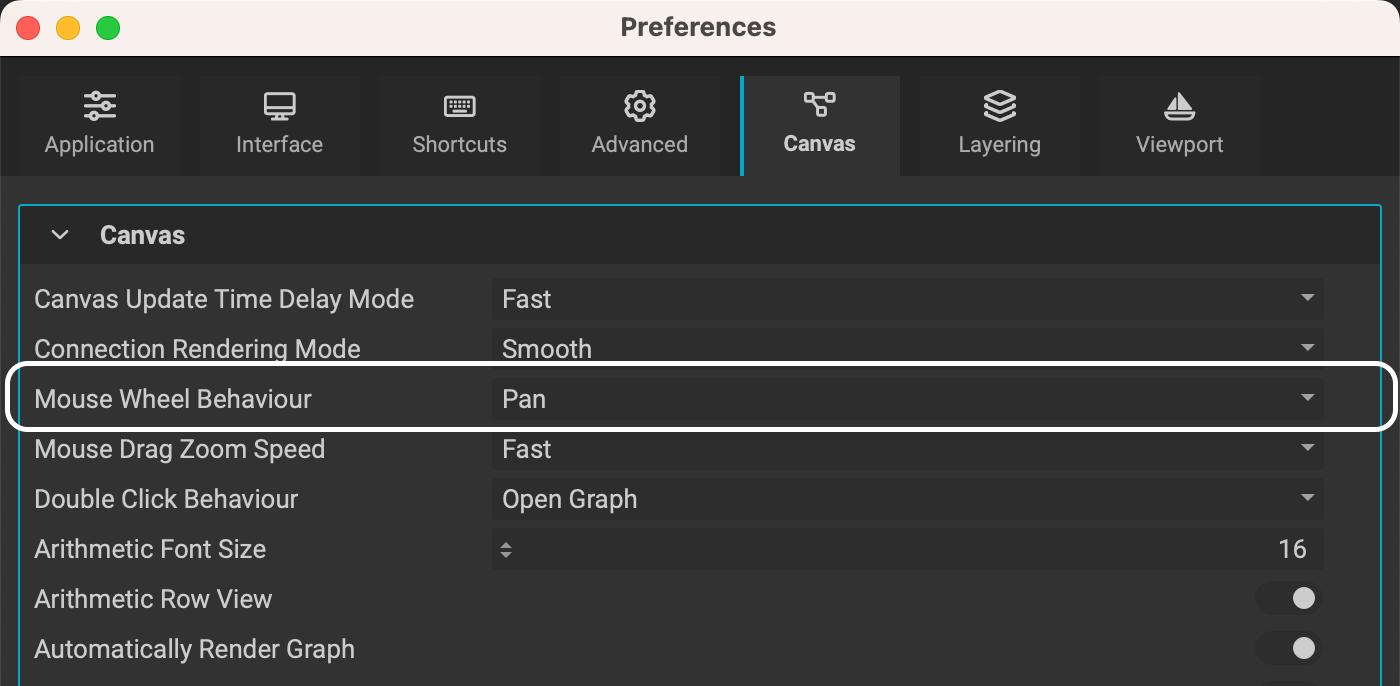 Preferences
Application Interface Shortcuts Advanced Canvas Layering Viewport
Canvas
Canvas Update Time Delay Mode Fast
Connection Rendering Mode Smooth
Mouse Wheel Behaviour Pan
Mouse Drag Zoom Speed Fast
Double Click Behaviour Open Graph
Arithmetic Font Size 16
Arithmetic Row View
Automatically Render Graph